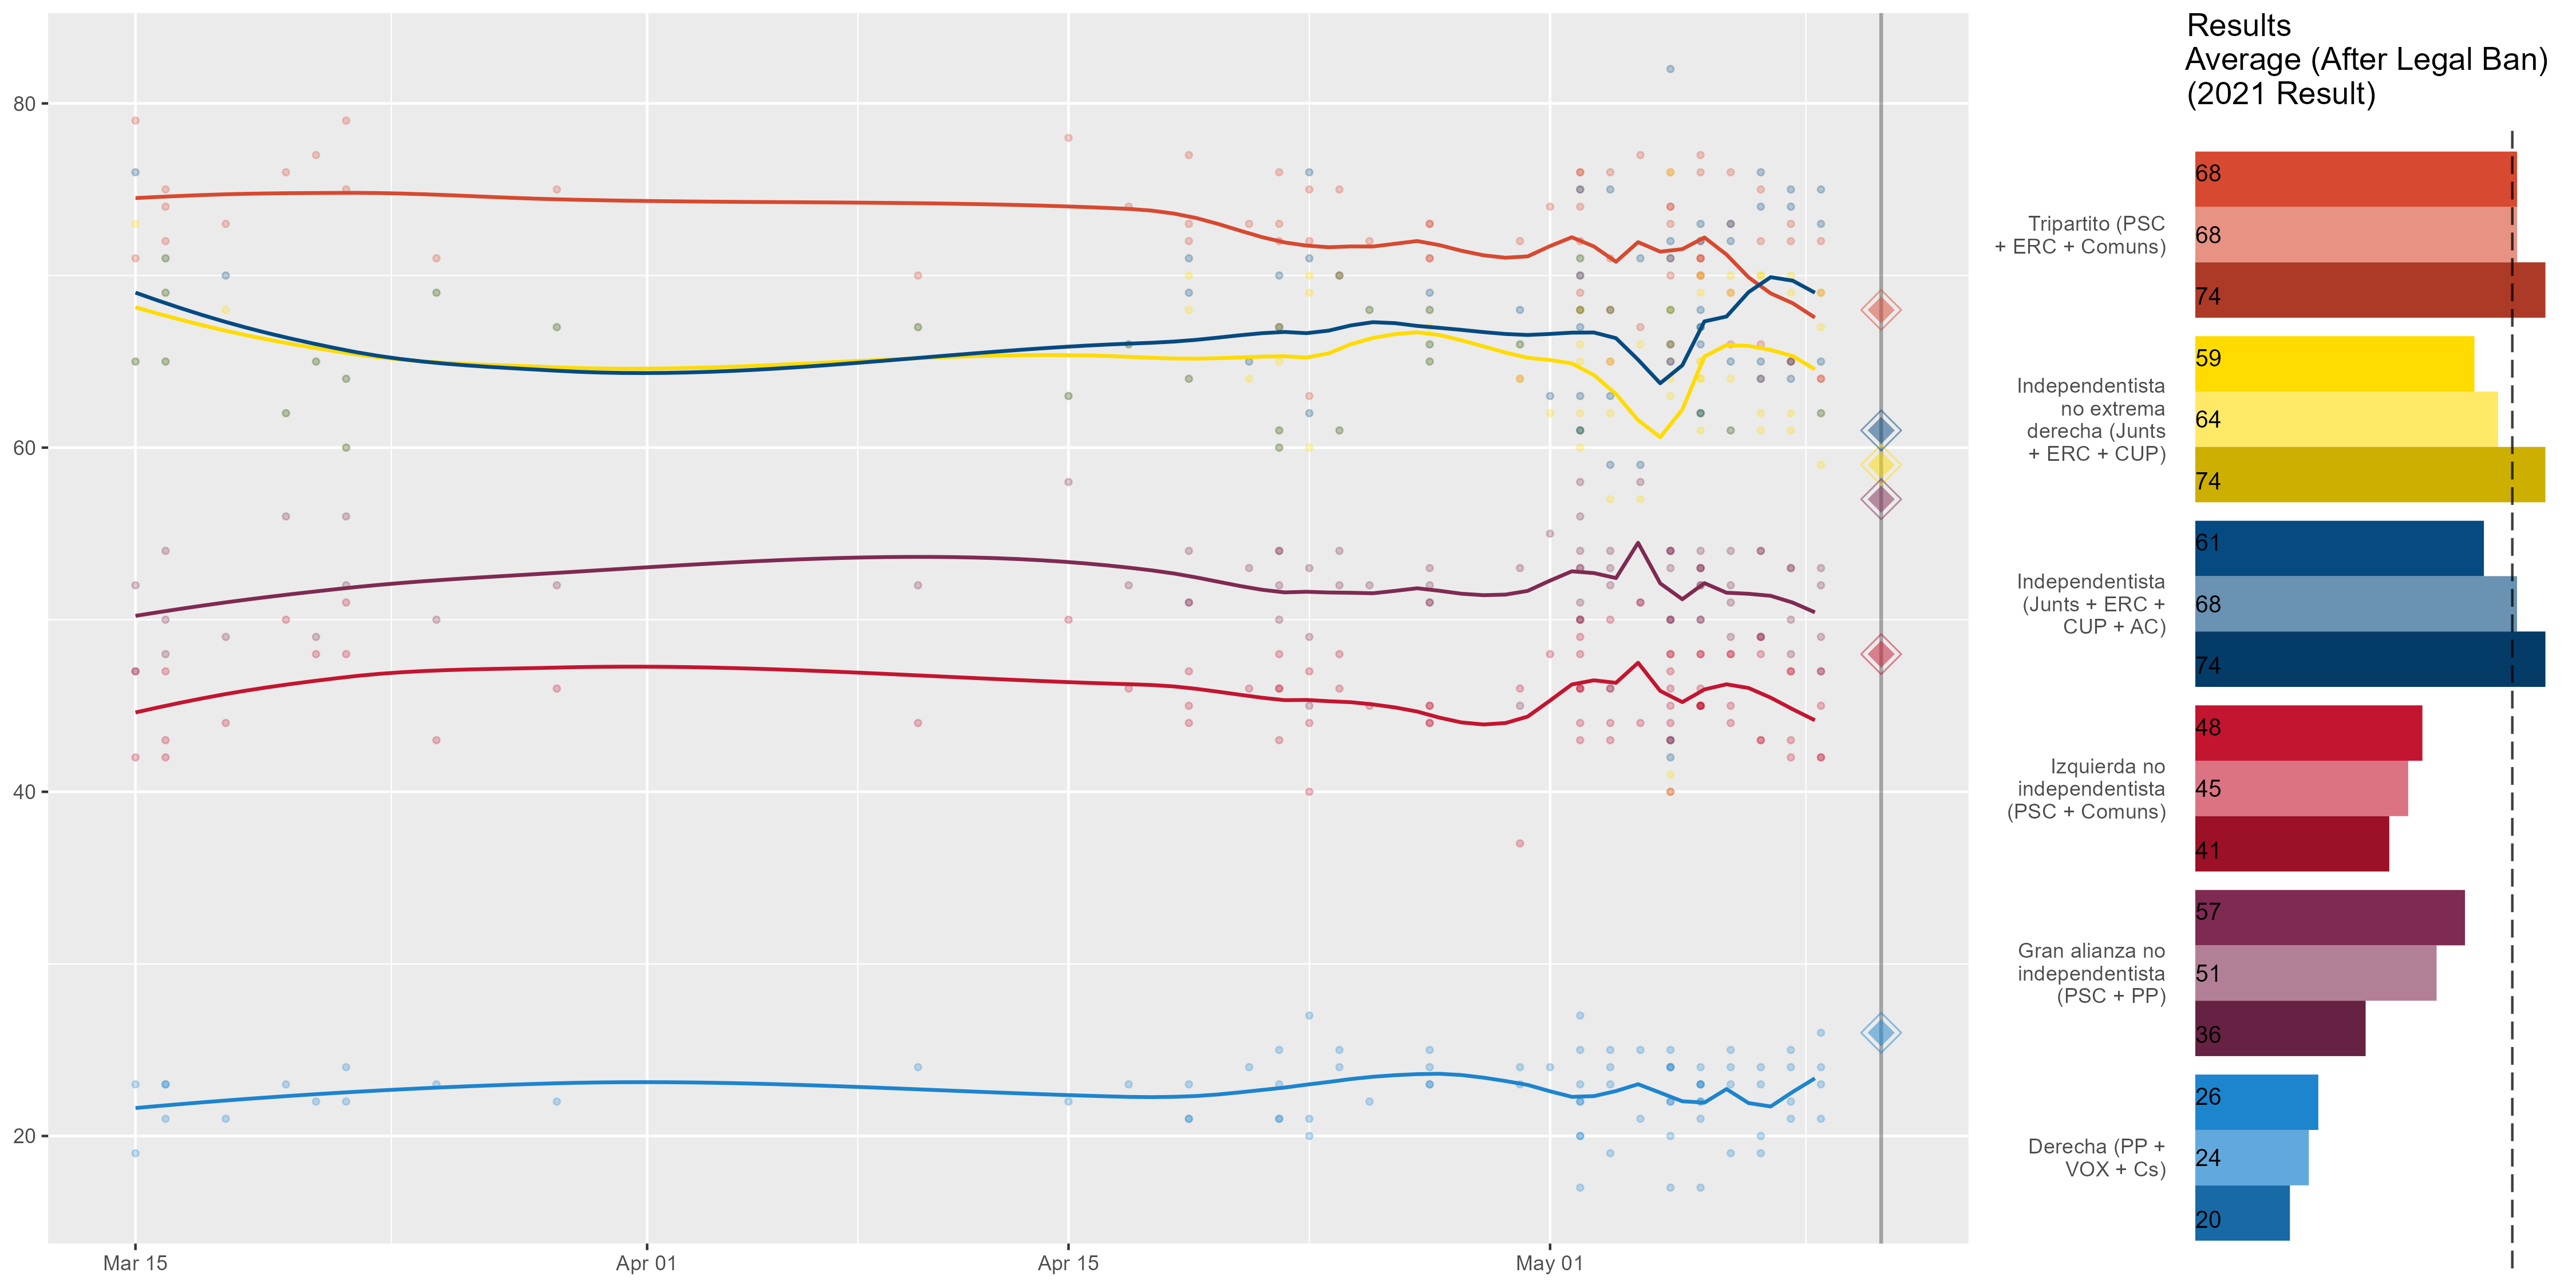 Results
Average (After Legal Ban)
(2021 Result)
80
60
40
20
Mar 15
Apr 01
Apr 15
May 01
Tripartito (PSC
+ ERC + Comuns)
68
68
74
Independentista
no extrema
derecha (Junts
+ ERC + CUP)
59
64
74
Independentista
(Junts + ERC +
CUP + AC)
61
68
74
Izquierda no
independentista
(PSC + Comuns)
48
45
41
Gran alianza no
independentista
(PSC + PP)
57
51
36
Derecha (PP +
VOX + Cs)
26
24
20